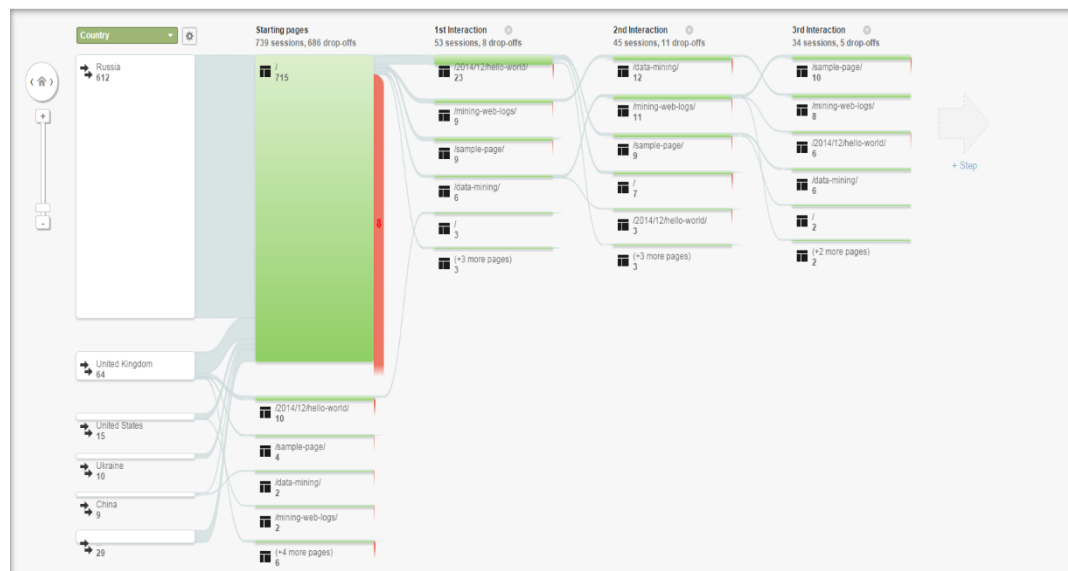 Country
Russia
612
United Kingdom
64
United States
15
Ukraine
10
China
9
29
Starting pages
739 sessions, 686 drop-offs
/
715
/2014/12/hello-world/
10
/sample-page/
4
/data-mining/
2
/mining-web-logs/
2
(+4 more pages)
6
1st Interaction
53 sessions, 8 drop-offs
/2014/12/hello-world/
23
/mining-web-logs/
9
/sample-page/
9
/data-mining/
6
/
3
(+3 more pages)
3
2nd Interaction
45 sessions, 11 drop-offs
/data-mining/
12
/mining-web-logs/
11
/sample-page/
9
/
7
/2014/12/hello-world/
3
(+3 more pages)
3
3rd Interaction
34 sessions, 5 drop-offs
/sample-page/
10
/mining-web-logs/
8
/2014/12/hello-world/
6
/data-mining/
6
/
2
(+2 more pages)
2
+ Step